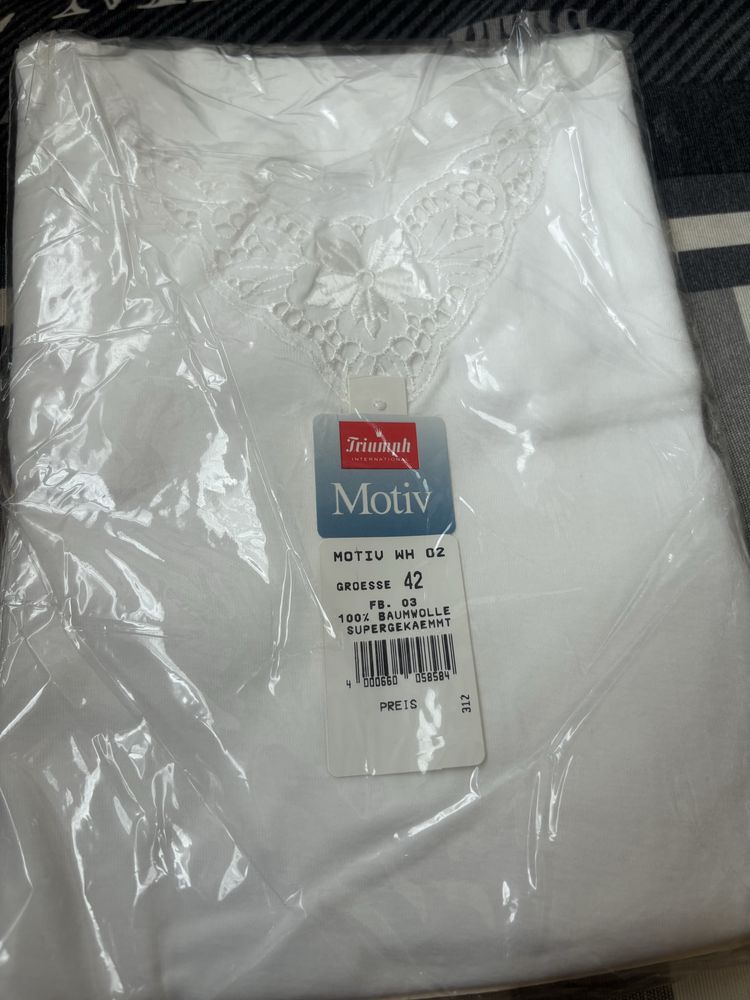 Triumph
INTERNATIONAL
Motiv
MOTIV WH 02
GROESSE 42
FB. 03
100% BAUMWOLLE
SUPERGEKAEMMT
4 000660 058584
PREIS
312